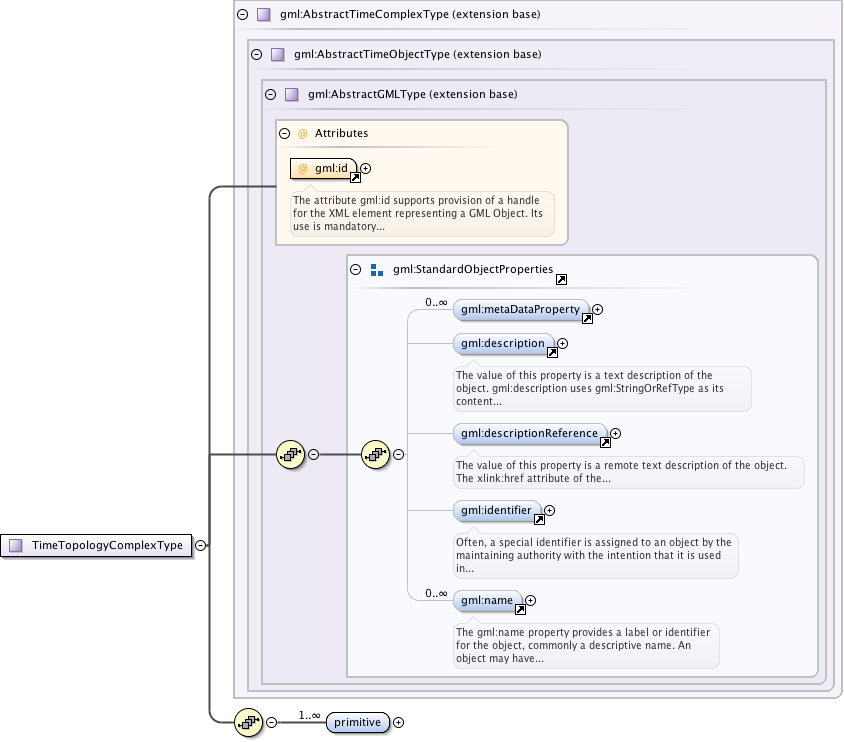 gml:AbstractTimeComplexType (extension base)
gml:AbstractTimeObjectType (extension base)
gml:AbstractGMLType (extension base)
@ Attributes
@ gml:id
The attribute gml:id supports provision of a handle
for the XML element representing a GML Object. Its
use is mandatory...
gml:StandardObjectProperties
0..∞
gml:metaDataProperty
gml:description
The value of this property is a text description of the
object. gml:description uses gml:StringOrRefType as its
content...
gml:descriptionReference
The value of this property is a remote text description of the object.
The xlink:href attribute of the...
gml:identifier
Often, a special identifier is assigned to an object by the
maintaining authority with the intention that it is used
in...
0..∞
gml:name
The gml:name property provides a label or identifier
for the object, commonly a descriptive name. An
object may have...
TimeTopologyComplexType
1..∞
primitive